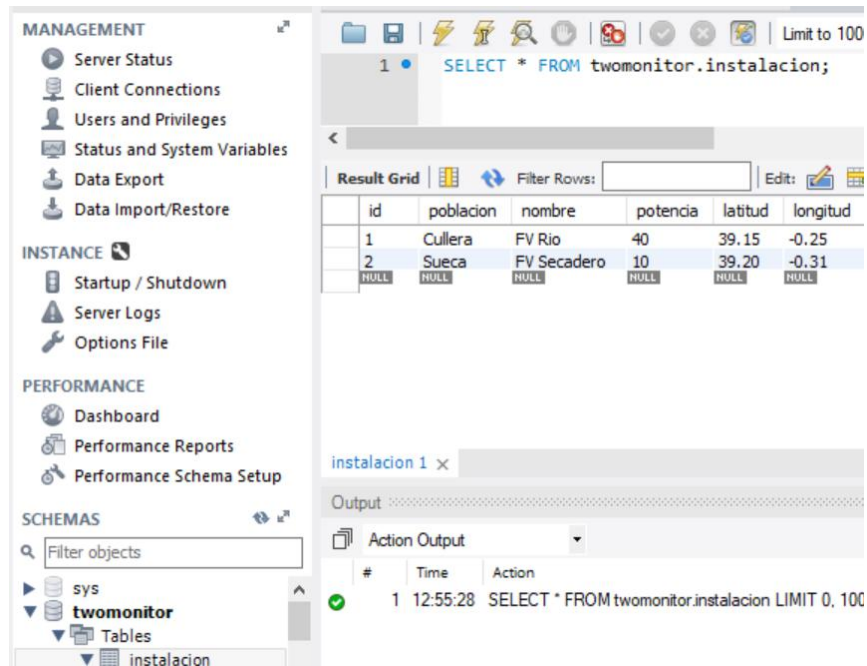 MANAGEMENT
Server Status
Client Connections
Users and Privileges
Status and System Variables
Data Export
Data Import/Restore
INSTANCE
Startup / Shutdown
Server Logs
Options File
PERFORMANCE
Dashboard
Performance Reports
Performance Schema Setup
SCHEMAS
Filter objects
sys
twomonitor
Tables
instalacion
Limit to 100
1 SELECT * FROM twomonitor.instalacion;
Result Grid Filter Rows: Edit:
id poblacion nombre potencia latitud longitud
1 Cullera FV Rio 40 39.15 -0.25
2 Sueca FV Secadero 10 39.20 -0.31
NULL NULL NULL NULL NULL NULL
instalacion 1
Output
Action Output
# Time Action
1 12:55:28 SELECT * FROM twomonitor.instalacion LIMIT 0, 100